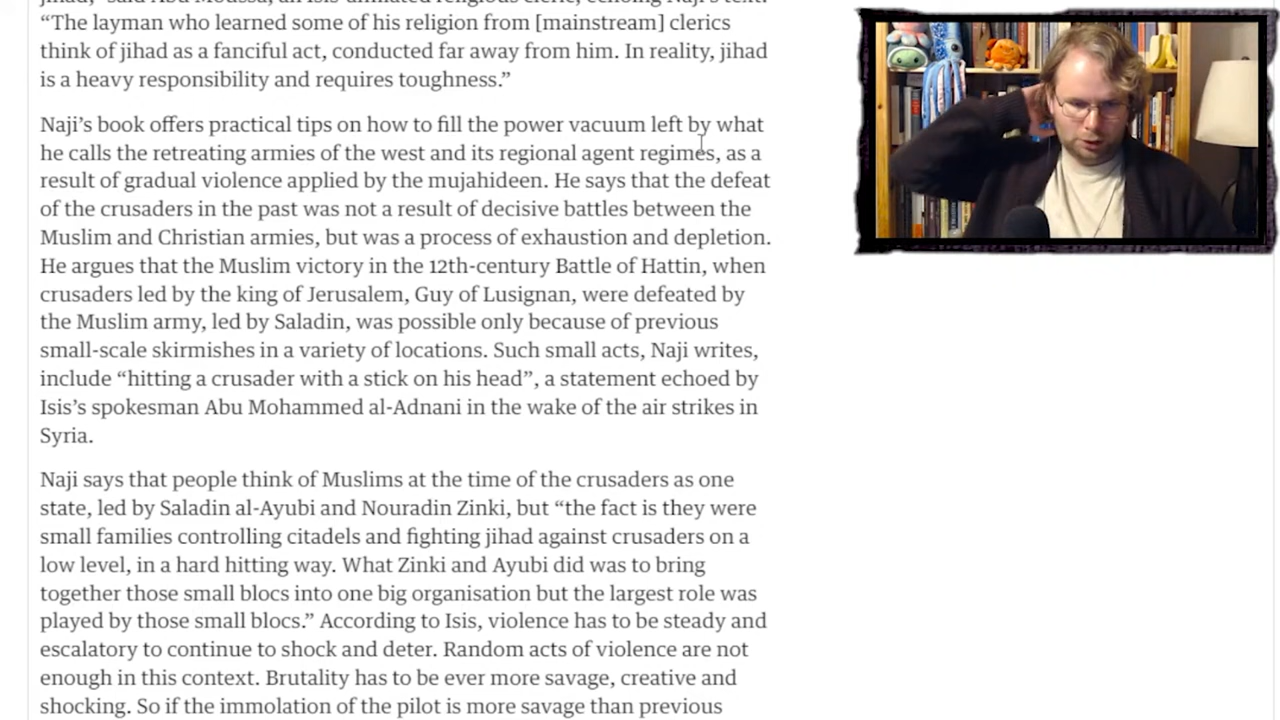 “The layman who learned some of his religion from [mainstream] clerics
think of jihad as a fanciful act, conducted far away from him. In reality, jihad
is a heavy responsibility and requires toughness.”
Naji’s book offers practical tips on how to fill the power vacuum left by what
he calls the retreating armies of the west and its regional agent regimes, as a
result of gradual violence applied by the mujahideen. He says that the defeat
of the crusaders in the past was not a result of decisive battles between the
Muslim and Christian armies, but was a process of exhaustion and depletion.
He argues that the Muslim victory in the 12th-century Battle of Hattin, when
crusaders led by the king of Jerusalem, Guy of Lusignan, were defeated by
the Muslim army, led by Saladin, was possible only because of previous
small-scale skirmishes in a variety of locations. Such small acts, Naji writes,
include “hitting a crusader with a stick on his head”, a statement echoed by
Isis’s spokesman Abu Mohammed al-Adnani in the wake of the air strikes in
Syria.
Naji says that people think of Muslims at the time of the crusaders as one
state, led by Saladin al-Ayubi and Nouradin Zinki, but “the fact is they were
small families controlling citadels and fighting jihad against crusaders on a
low level, in a hard hitting way. What Zinki and Ayubi did was to bring
together those small blocs into one big organisation but the largest role was
played by those small blocs.” According to Isis, violence has to be steady and
escalatory to continue to shock and deter. Random acts of violence are not
enough in this context. Brutality has to be ever more savage, creative and
shocking. So if the immolation of the pilot is more savage than previous